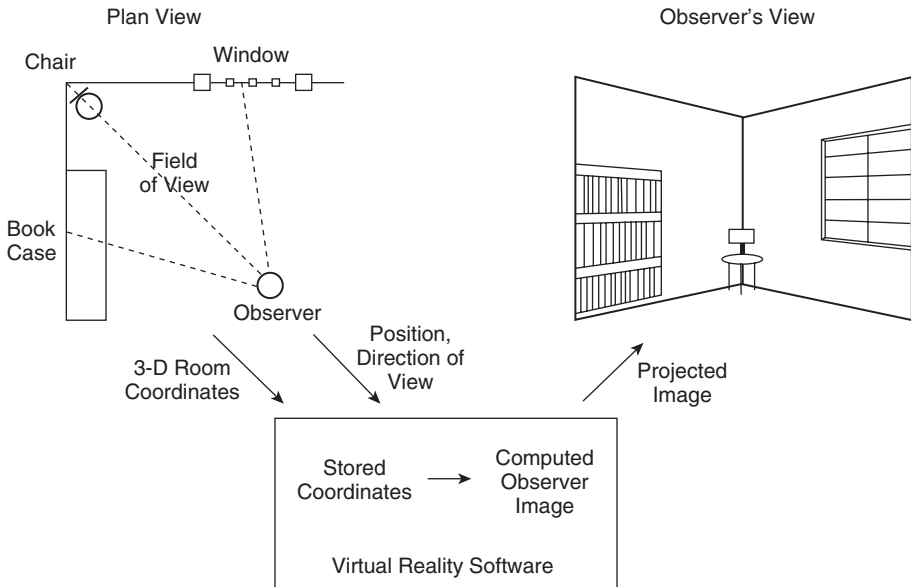 Plan View
Observer’s View
Chair
Window
Field
of View
Book
Case
Observer
3-D Room
Coordinates
Position,
Direction of
View
Projected
Image
Stored
Coordinates
Computed
Observer
Image
Virtual Reality Software